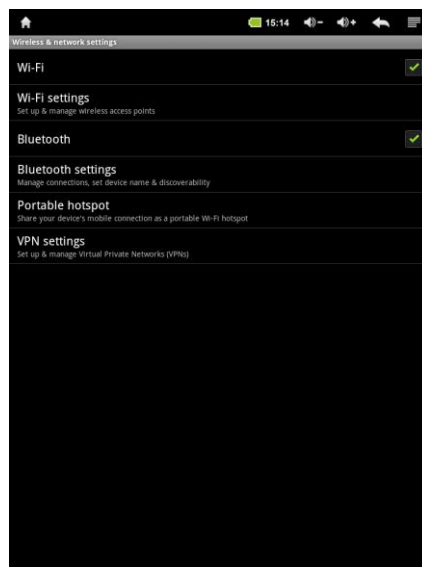 15:14
Wireless & network settings
Wi-Fi
Wi-Fi settings
Set up & manage wireless access points
Bluetooth
Bluetooth settings
Manage connections, set device name & discoverability
Portable hotspot
Share your device's mobile connection as a portable Wi-Fi hotspot
VPN settings
Set up & manage Virtual Private Networks (VPNs)